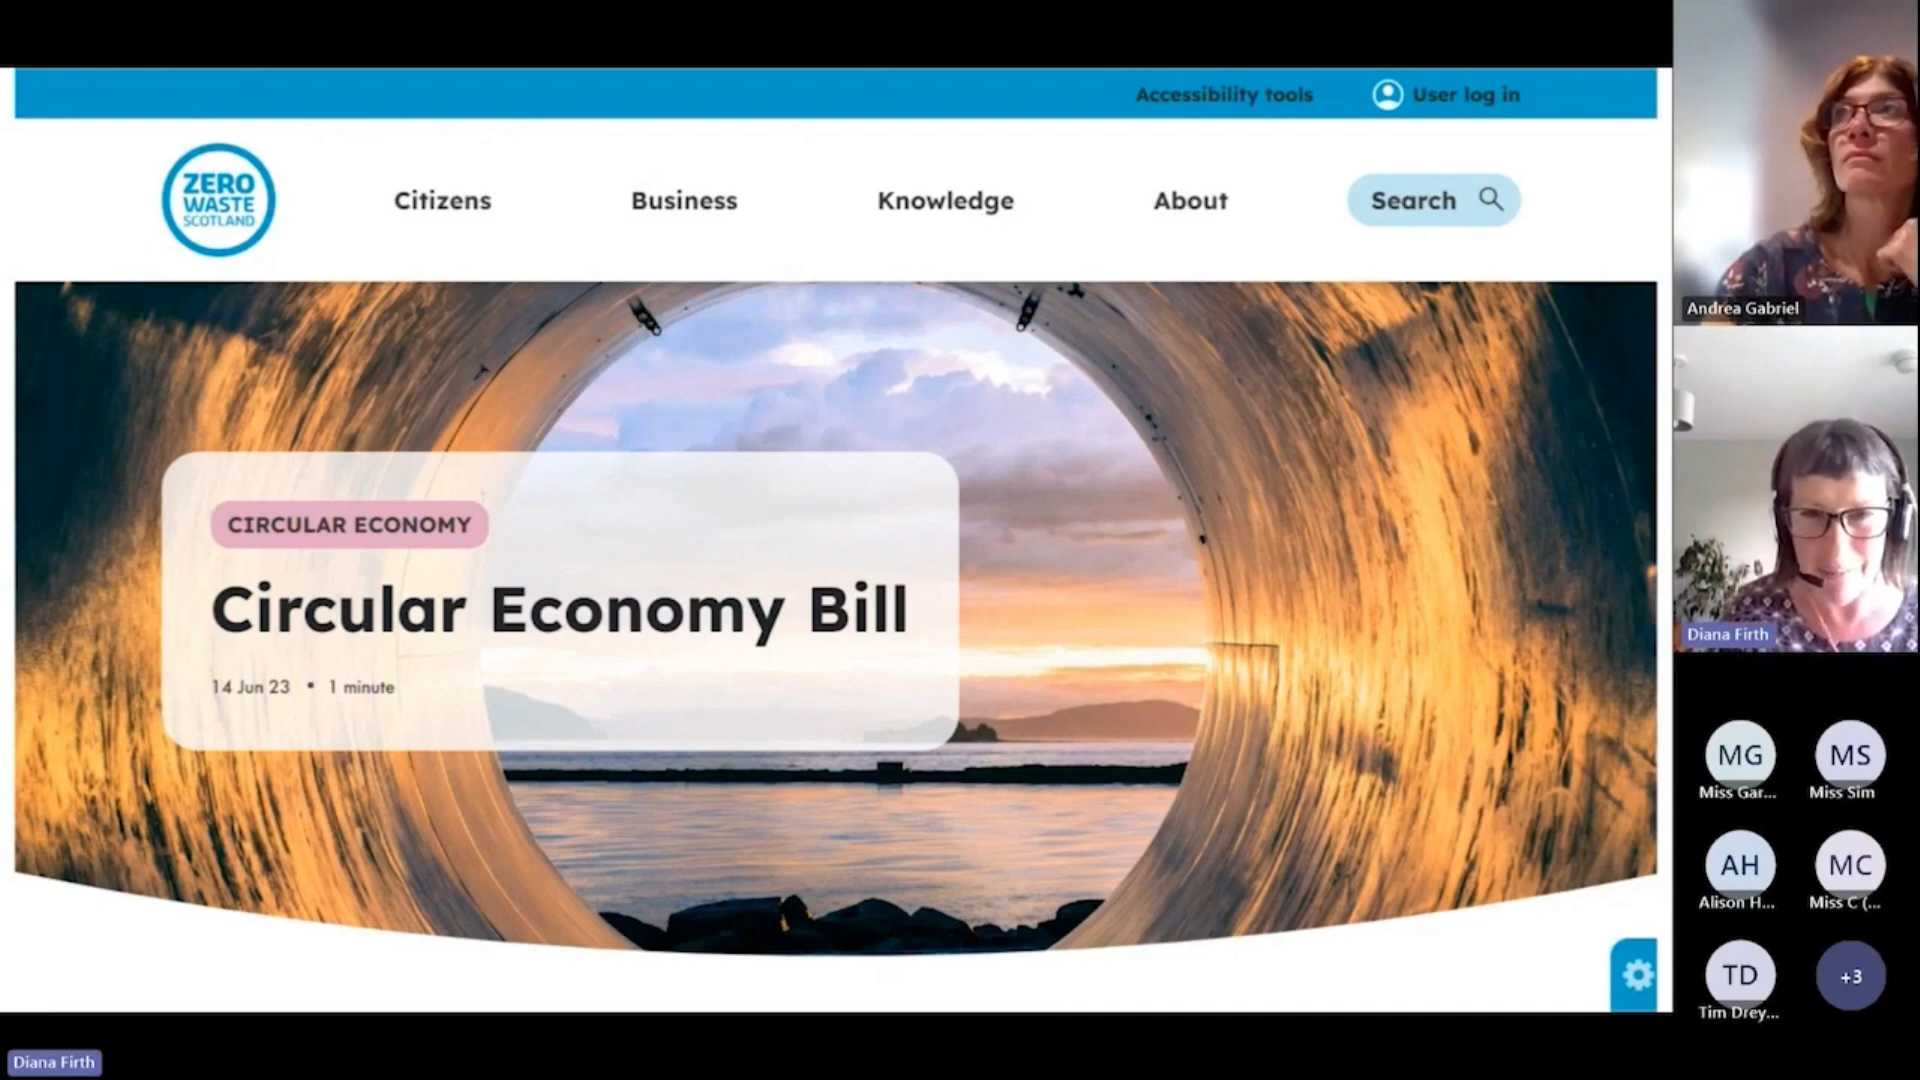 Accessibility tools
User log in
ZERO
WASTE
SCOTLAND
Citizens
Business
Knowledge
About
Search
CIRCULAR ECONOMY
Circular Economy Bill
14 Jun 23 • 1 minute
Andrea Gabriel
Diana Firth
MG
Miss Gar...
MS
Miss Sim
AH
Alison H...
MC
Miss C (...
TD
Tim Drey...
+3
Diana Firth